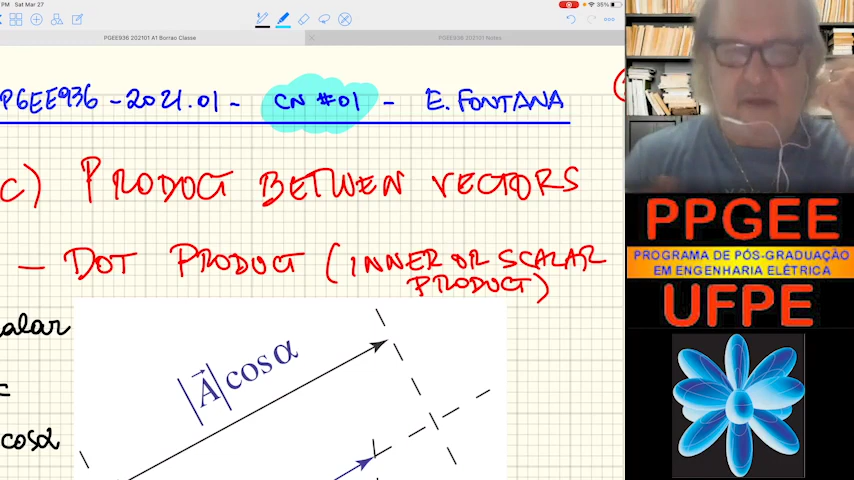 PM Sat Mar 27
35%
PGEE936 202101 A1 Borrao Classe
PGEE936 202101 Notes
PGEE936 - 2021.01 - CN #01 - E. FONTANA
C) PRODUCT BETWEEN VECTORS
- DOT PRODUCT (INNER OR SCALAR
PRODUCT)
alar
|A⃗|cosα
cosα
PPGEE
PROGRAMA DE PÓS-GRADUAÇÃO
EM ENGENHARIA ELÉTRICA
UFPE